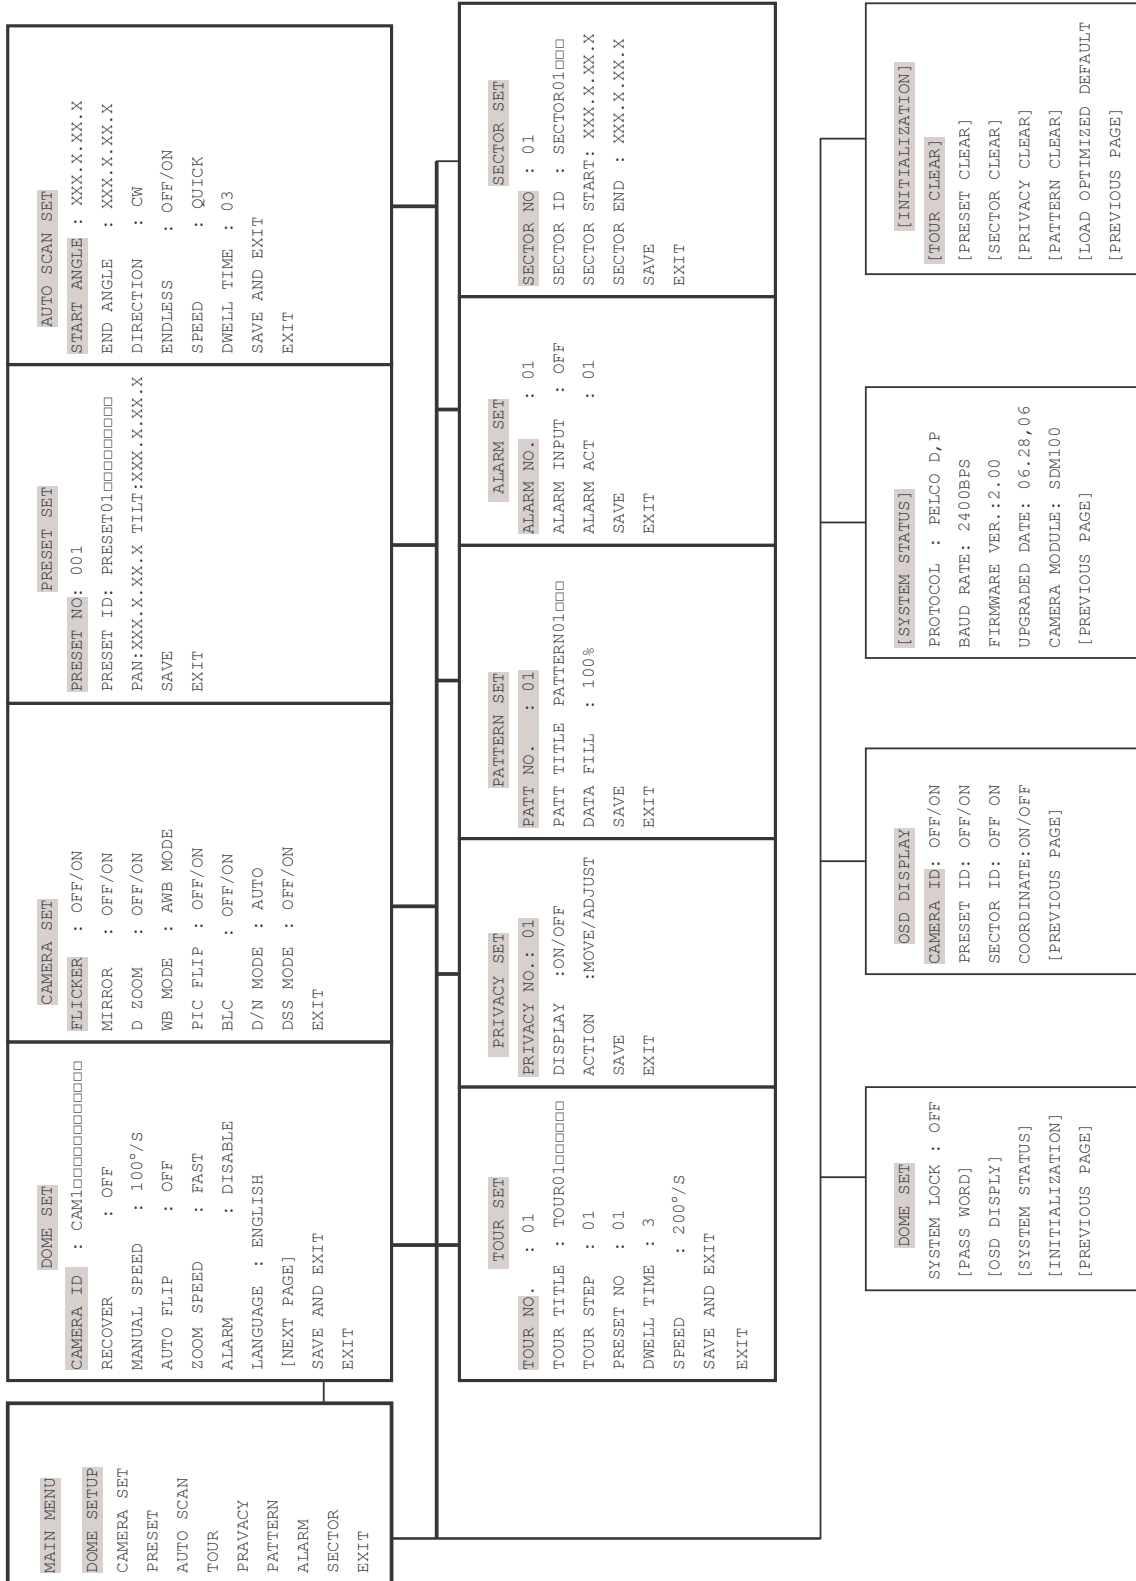 MAIN MENU
DOME SETUP
CAMERA SET
PRESET
AUTO SCAN
TOUR
PRAVACY
PATTERN
ALARM
SECTOR
EXIT
DOME SET
CAMERA ID : CAM1□□□□□□□□□□□□□
RECOVER : OFF
MANUAL SPEED : 100°/S
AUTO FLIP : OFF
ZOOM SPEED : FAST
ALARM : DISABLE
LANGUAGE : ENGLISH
[NEXT PAGE]
SAVE AND EXIT
EXIT
CAMERA SET
FLICKER : OFF/ON
MIRROR : OFF/ON
D ZOOM : OFF/ON
WB MODE : AWB MODE
PIC FLIP : OFF/ON
BLC : OFF/ON
D/N MODE : AUTO
DSS MODE : OFF/ON
EXIT
PRESET SET
PRESET NO: 001
PRESET ID: PRESET01□□□□□□□□□
PAN:XXX.X.XX.X TILT:XXX.X.XX.X
SAVE
EXIT
AUTO SCAN SET
START ANGLE : XXX.X.XX.X
END ANGLE : XXX.X.XX.X
DIRECTION : CW
ENDLESS : OFF/ON
SPEED : QUICK
DWELL TIME : 03
SAVE AND EXIT
EXIT
TOUR SET
TOUR NO. : 01
TOUR TITLE : TOUR01□□□□□□
TOUR STEP : 01
PRESET NO : 01
DWELL TIME : 3
SPEED : 200°/S
SAVE AND EXIT
EXIT
PRIVACY SET
PRIVACY NO.: 01
DISPLAY :ON/OFF
ACTION :MOVE/ADJUST
SAVE
EXIT
PATTERN SET
PATT NO. : 01
PATT TITLE PATTERN01□□□
DATA FILL : 100%
SAVE
EXIT
ALARM SET
ALARM NO. : 01
ALARM INPUT : OFF
ALARM ACT : 01
SAVE
EXIT
SECTOR SET
SECTOR NO : 01
SECTOR ID : SECTOR01□□□
SECTOR START: XXX.X.XX.X
SECTOR END : XXX.X.XX.X
SAVE
EXIT
DOME SET
SYSTEM LOCK : OFF
[PASS WORD]
[OSD DISPLY]
[SYSTEM STATUS]
[INITIALIZATION]
[PREVIOUS PAGE]
OSD DISPLAY
CAMERA ID: OFF/ON
PRESET ID: OFF/ON
SECTOR ID: OFF ON
COORDINATE:ON/OFF
[PREVIOUS PAGE]
[SYSTEM STATUS]
PROTOCOL : PELCO D,P
BAUD RATE: 2400BPS
FIRMWARE VER.:2.00
UPGRADED DATE: 06.28,06
CAMERA MODULE: SDM100
[PREVIOUS PAGE]
[INITIALIZATION]
[TOUR CLEAR]
[PRESET CLEAR]
[SECTOR CLEAR]
[PRIVACY CLEAR]
[PATTERN CLEAR]
[LOAD OPTIMIZED DEFAULT
[PREVIOUS PAGE]